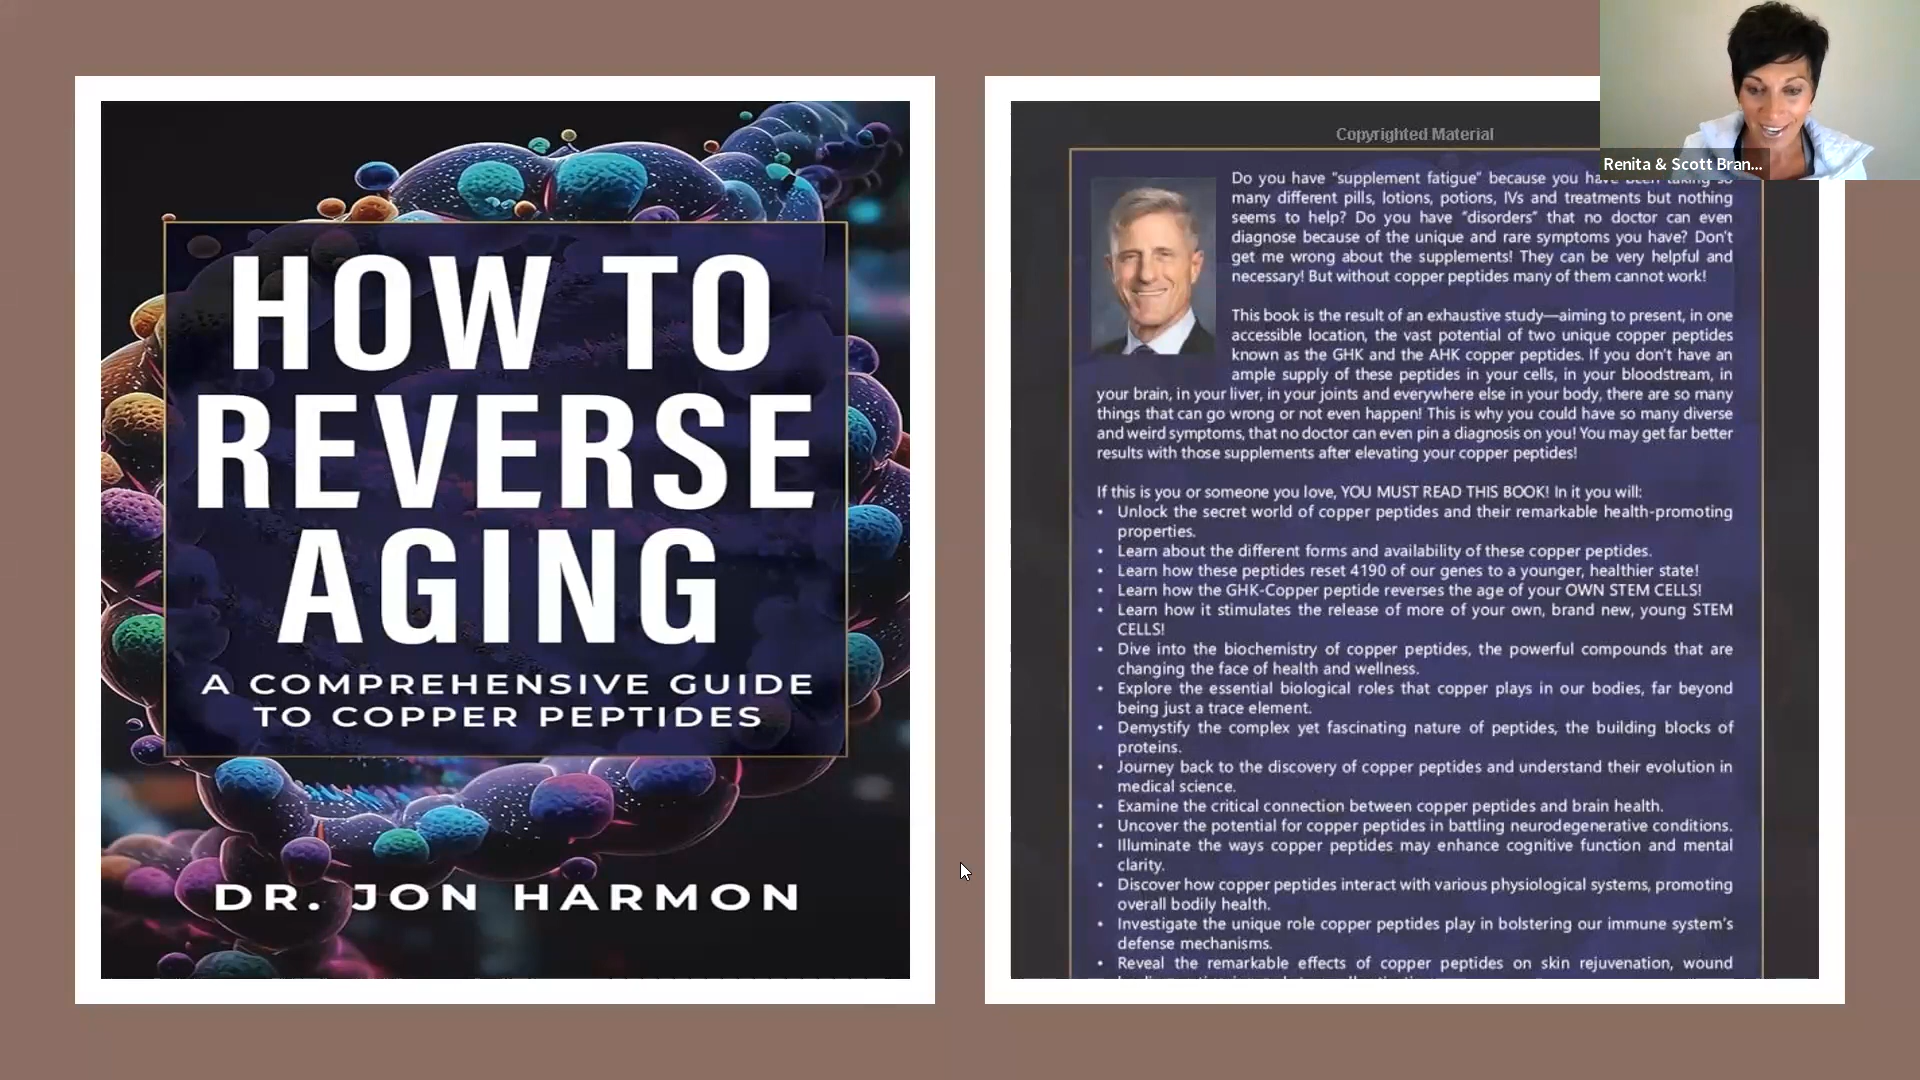 HOW TO
REVERSE
AGING
A COMPREHENSIVE GUIDE
TO COPPER PEPTIDES
DR. JON HARMON
Copyrighted Material
Do you have "supplement fatigue" because you have been taking so
many different pills, lotions, potions, IVs and treatments but nothing
seems to help? Do you have "disorders" that no doctor can even
diagnose because of the unique and rare symptoms you have? Don't
get me wrong about the supplements! They can be very helpful and
necessary! But without copper peptides many of them cannot work!
This book is the result of an exhaustive study—aiming to present, in one
accessible location, the vast potential of two unique copper peptides
known as the GHK and the AHK copper peptides. If you don't have an
ample supply of these peptides in your cells, in your bloodstream, in
your brain, in your liver, in your joints and everywhere else in your body, there are so many
things that can go wrong or not even happen! This is why you could have so many diverse
and weird symptoms, that no doctor can even pin a diagnosis on you! You may get far better
results with those supplements after elevating your copper peptides!
If this is you or someone you love, YOU MUST READ THIS BOOK! In it you will:
• Unlock the secret world of copper peptides and their remarkable health-promoting
properties.
• Learn about the different forms and availability of these copper peptides.
• Learn how these peptides reset 4190 of our genes to a younger, healthier state!
• Learn how the GHK-Copper peptide reverses the age of your OWN STEM CELLS!
• Learn how it stimulates the release of more of your own, brand new, young STEM
CELLS!
• Dive into the biochemistry of copper peptides, the powerful compounds that are
changing the face of health and wellness.
• Explore the essential biological roles that copper plays in our bodies, far beyond
being just a trace element.
• Demystify the complex yet fascinating nature of peptides, the building blocks of
proteins.
• Journey back to the discovery of copper peptides and understand their evolution in
medical science.
• Examine the critical connection between copper peptides and brain health.
• Uncover the potential for copper peptides in battling neurodegenerative conditions.
• Illuminate the ways copper peptides may enhance cognitive function and mental
clarity.
• Discover how copper peptides interact with various physiological systems, promoting
overall bodily health.
• Investigate the unique role copper peptides play in bolstering our immune system's
defense mechanisms.
• Reveal the remarkable effects of copper peptides on skin rejuvenation, wound
Renita & Scott Bran...